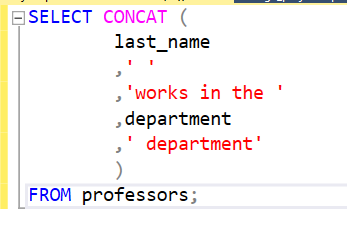 SELECT CONCAT (
last_name
,' '
,'works in the '
,department
,' department'
)
FROM professors;